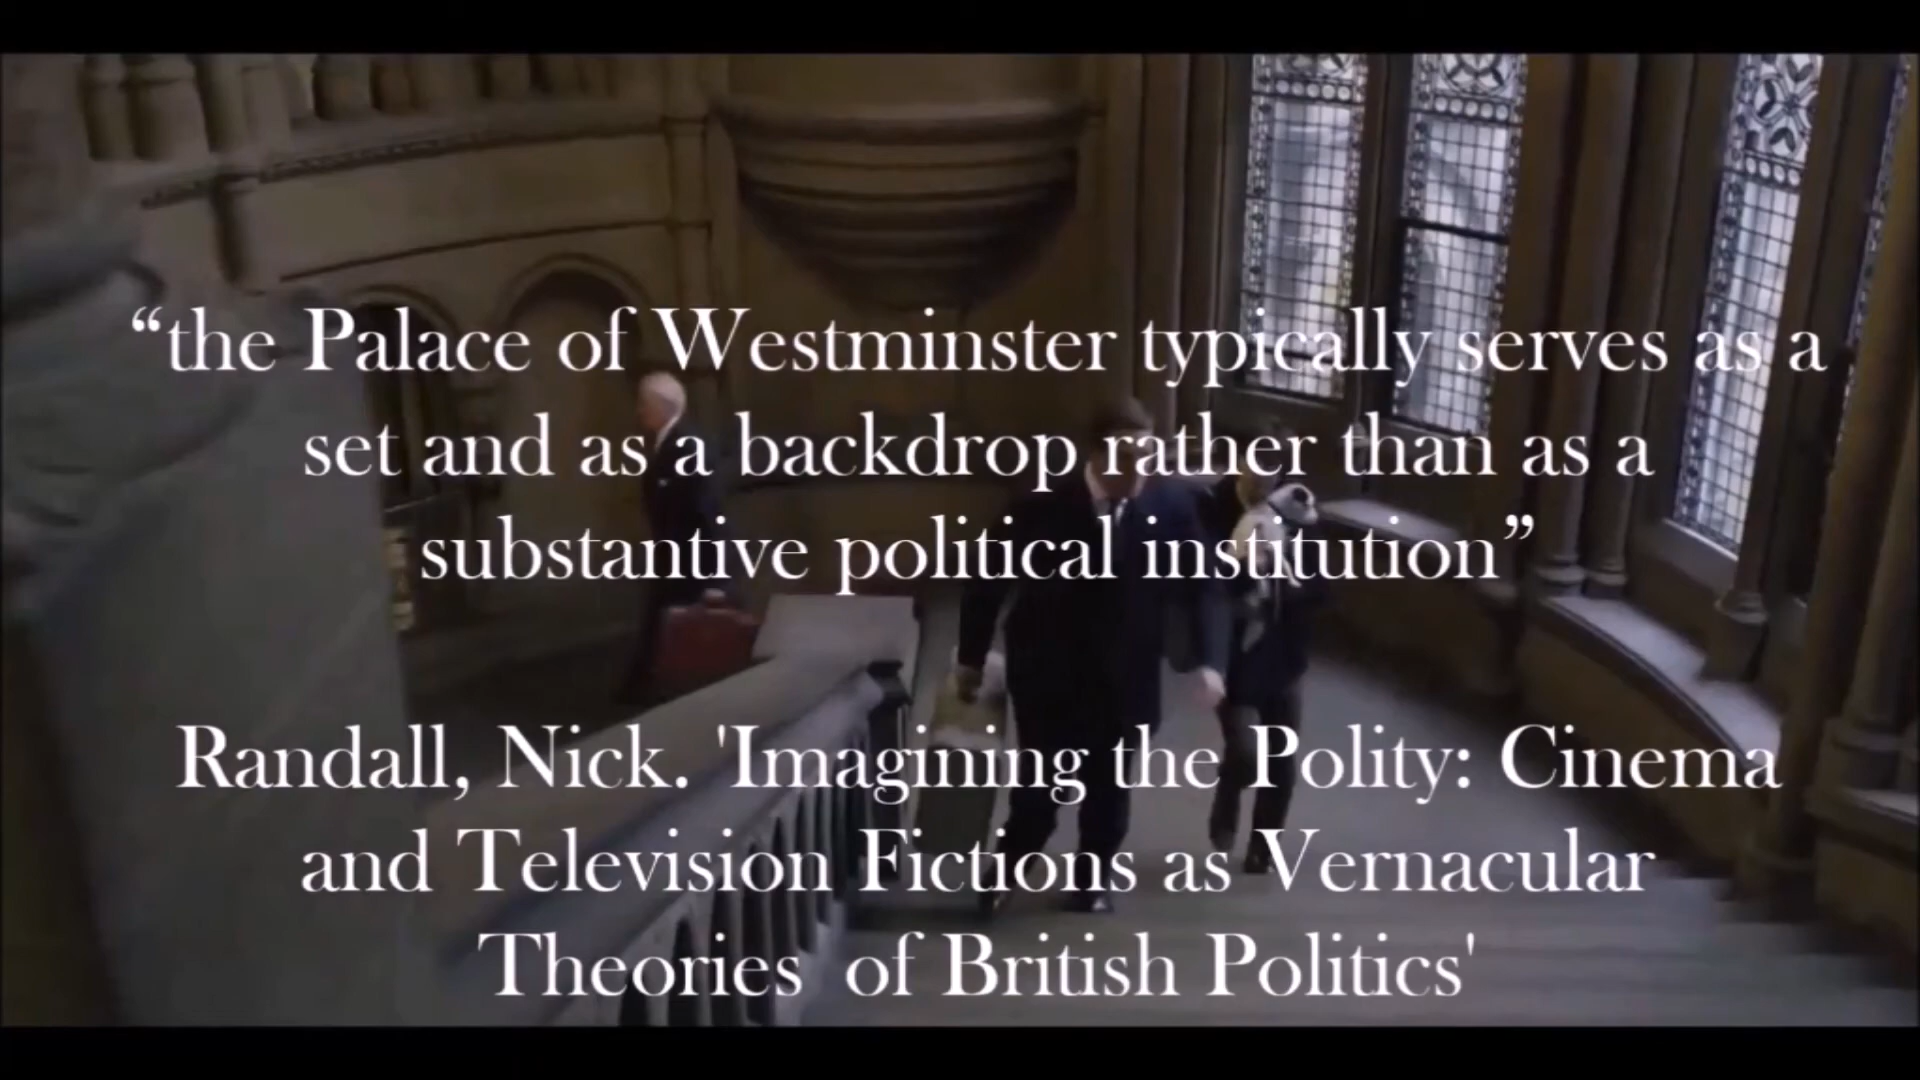 “the Palace of Westminster typically serves as a
set and as a backdrop rather than as a
substantive political institution”
Randall, Nick. 'Imagining the Polity: Cinema
and Television Fictions as Vernacular
Theories  of British Politics'